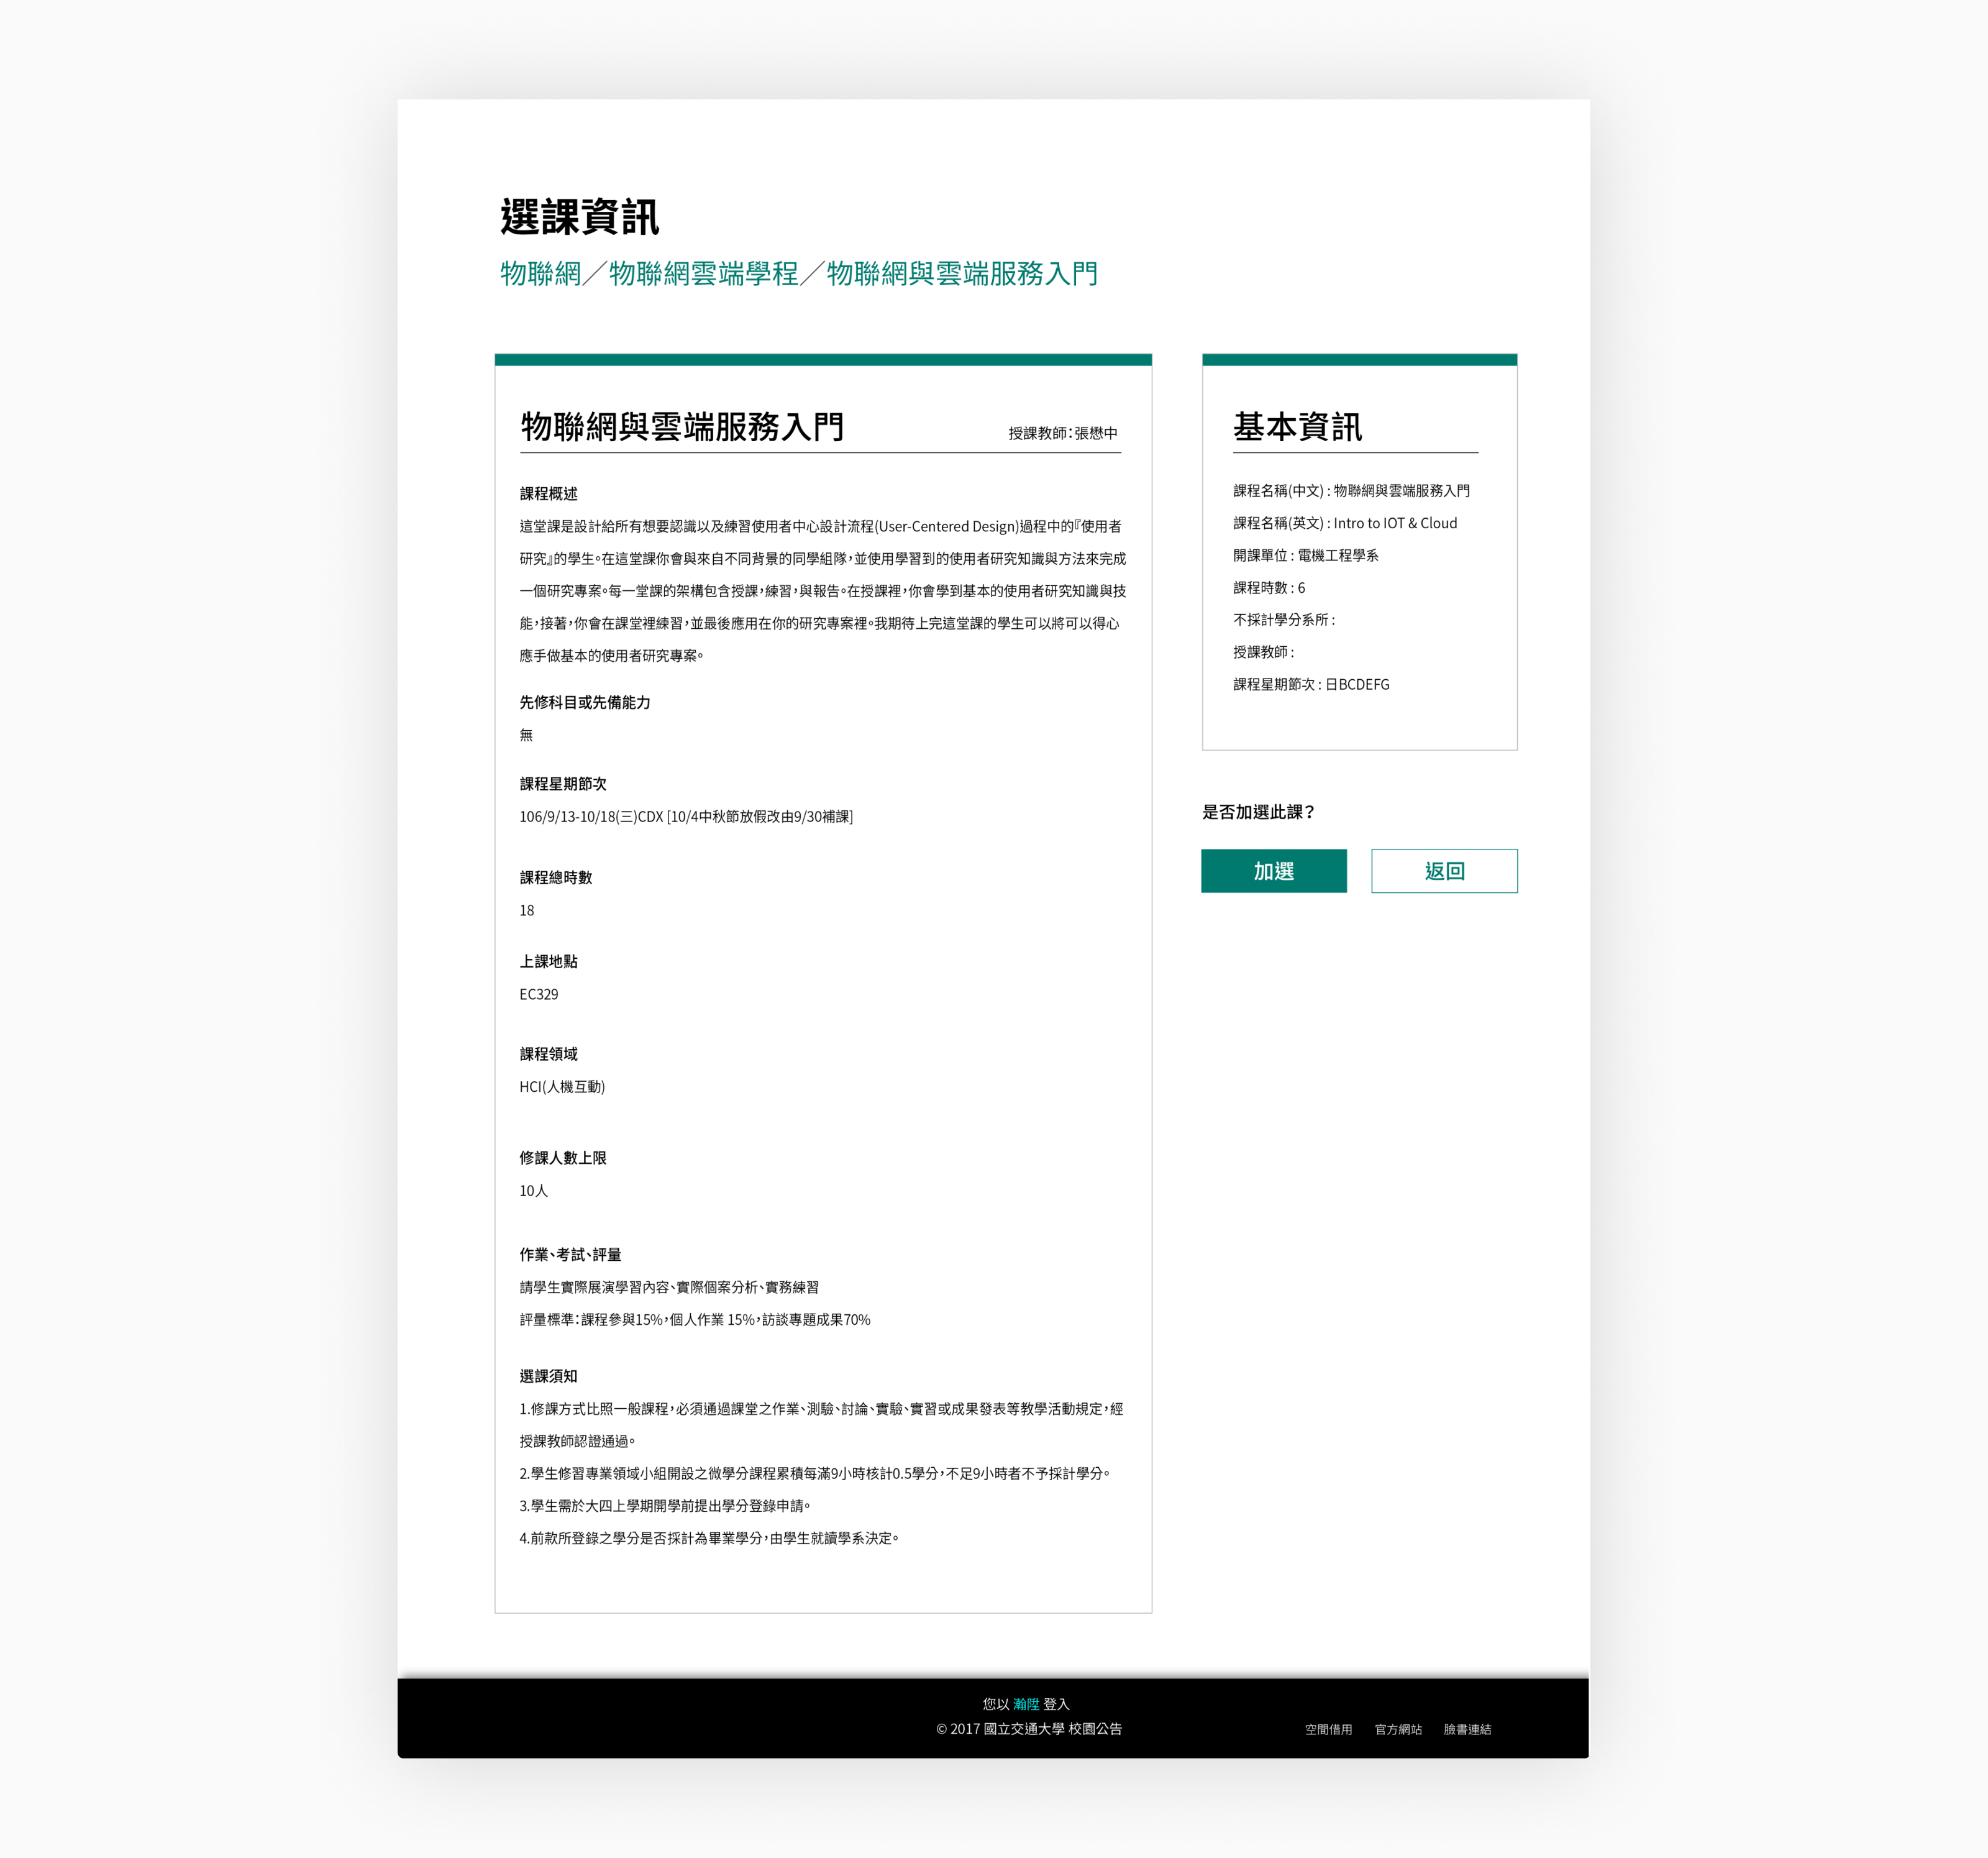 選課資訊
物聯網／物聯網雲端學程／物聯網與雲端服務入門
物聯網與雲端服務入門
授課教師：張懋中
課程概述
這堂課是設計給所有想要認識以及練習使用者中心設計流程(User-Centered Design)過程中的『使用者
研究』的學生。在這堂課你會與來自不同背景的同學組隊，並使用學習到的使用者研究知識與方法來完成
一個研究專案。每一堂課的架構包含授課，練習，與報告。在授課裡，你會學到基本的使用者研究知識與技
能，接著，你會在課堂裡練習，並最後應用在你的研究專案裡。我期待上完這堂課的學生可以將可以得心
應手做基本的使用者研究專案。
先修科目或先備能力
無
課程星期節次
106/9/13-10/18(三)CDX [10/4中秋節放假改由9/30補課]
課程總時數
18
上課地點
EC329
課程領域
HCI(人機互動)
修課人數上限
10人
作業、考試、評量
請學生實際展演學習內容、實際個案分析、實務練習
評量標準：課程參與15%，個人作業 15%，訪談專題成果70%
選課須知
1.修課方式比照一般課程，必須通過課堂之作業、測驗、討論、實驗、實習或成果發表等教學活動規定，經
授課教師認證通過。
2.學生修習專業領域小組開設之微學分課程累積每滿9小時核計0.5學分，不足9小時者不予採計學分。
3.學生需於大四上學期開學前提出學分登錄申請。
4.前款所登錄之學分是否採計為畢業學分，由學生就讀學系決定。
基本資訊
課程名稱(中文) : 物聯網與雲端服務入門
課程名稱(英文) : Intro to IOT & Cloud
開課單位 : 電機工程學系
課程時數 : 6
不採計學分系所 :
授課教師 :
課程星期節次 : 日BCDEFG
是否加選此課？
加選
返回
您以 瀚陞 登入
© 2017 國立交通大學 校園公告
空間借用 官方網站 臉書連結